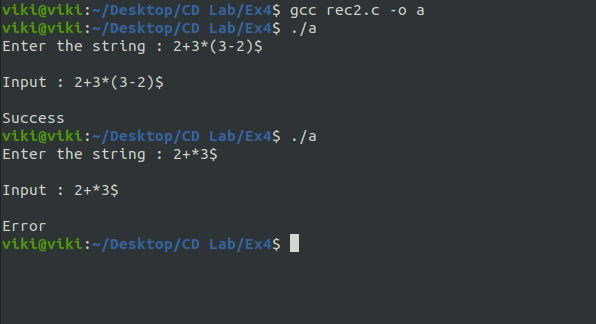 viki@viki:~/Desktop/CD Lab/Ex4$ gcc rec2.c -o a
viki@viki:~/Desktop/CD Lab/Ex4$ ./a
Enter the string : 2+3*(3-2)$
Input : 2+3*(3-2)$
Success
viki@viki:~/Desktop/CD Lab/Ex4$ ./a
Enter the string : 2+*3$
Input : 2+*3$
Error
viki@viki:~/Desktop/CD Lab/Ex4$